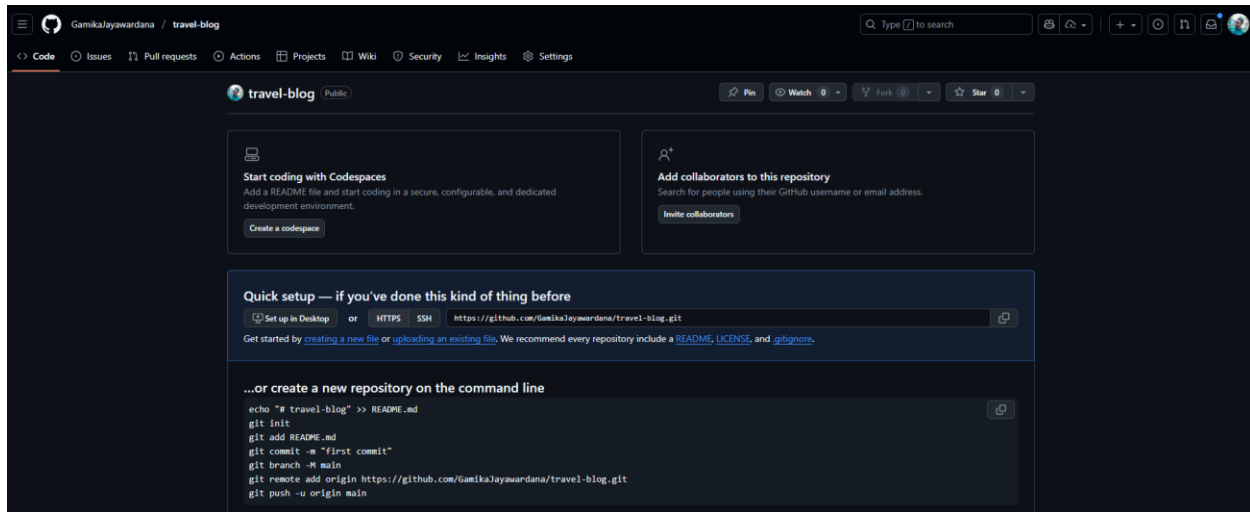 GamikaJayawardana / travel-blog
Type / to search
Code Issues Pull requests Actions Projects Wiki Security Insights Settings
travel-blog Public
Pin Watch 0 Fork 0 Star 0
Start coding with Codespaces
Add a README file and start coding in a secure, configurable, and dedicated
development environment.
Create a codespace
Add collaborators to this repository
Search for people using their GitHub username or email address.
Invite collaborators
Quick setup — if you've done this kind of thing before
Set up in Desktop or HTTPS SSH https://github.com/GamikaJayawardana/travel-blog.git
Get started by creating a new file or uploading an existing file. We recommend every repository include a README, LICENSE, and .gitignore.
...or create a new repository on the command line
echo "# travel-blog" >> README.md
git init
git add README.md
git commit -m "first commit"
git branch -M main
git remote add origin https://github.com/GamikaJayawardana/travel-blog.git
git push -u origin main